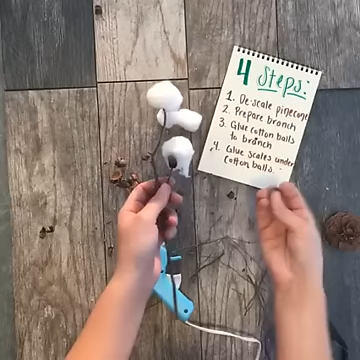 4 Steps:
1. De-scale pinecone
2. Prepare branch
3. Glue cotton balls
to branch
4. Glue scales under
cotton balls.